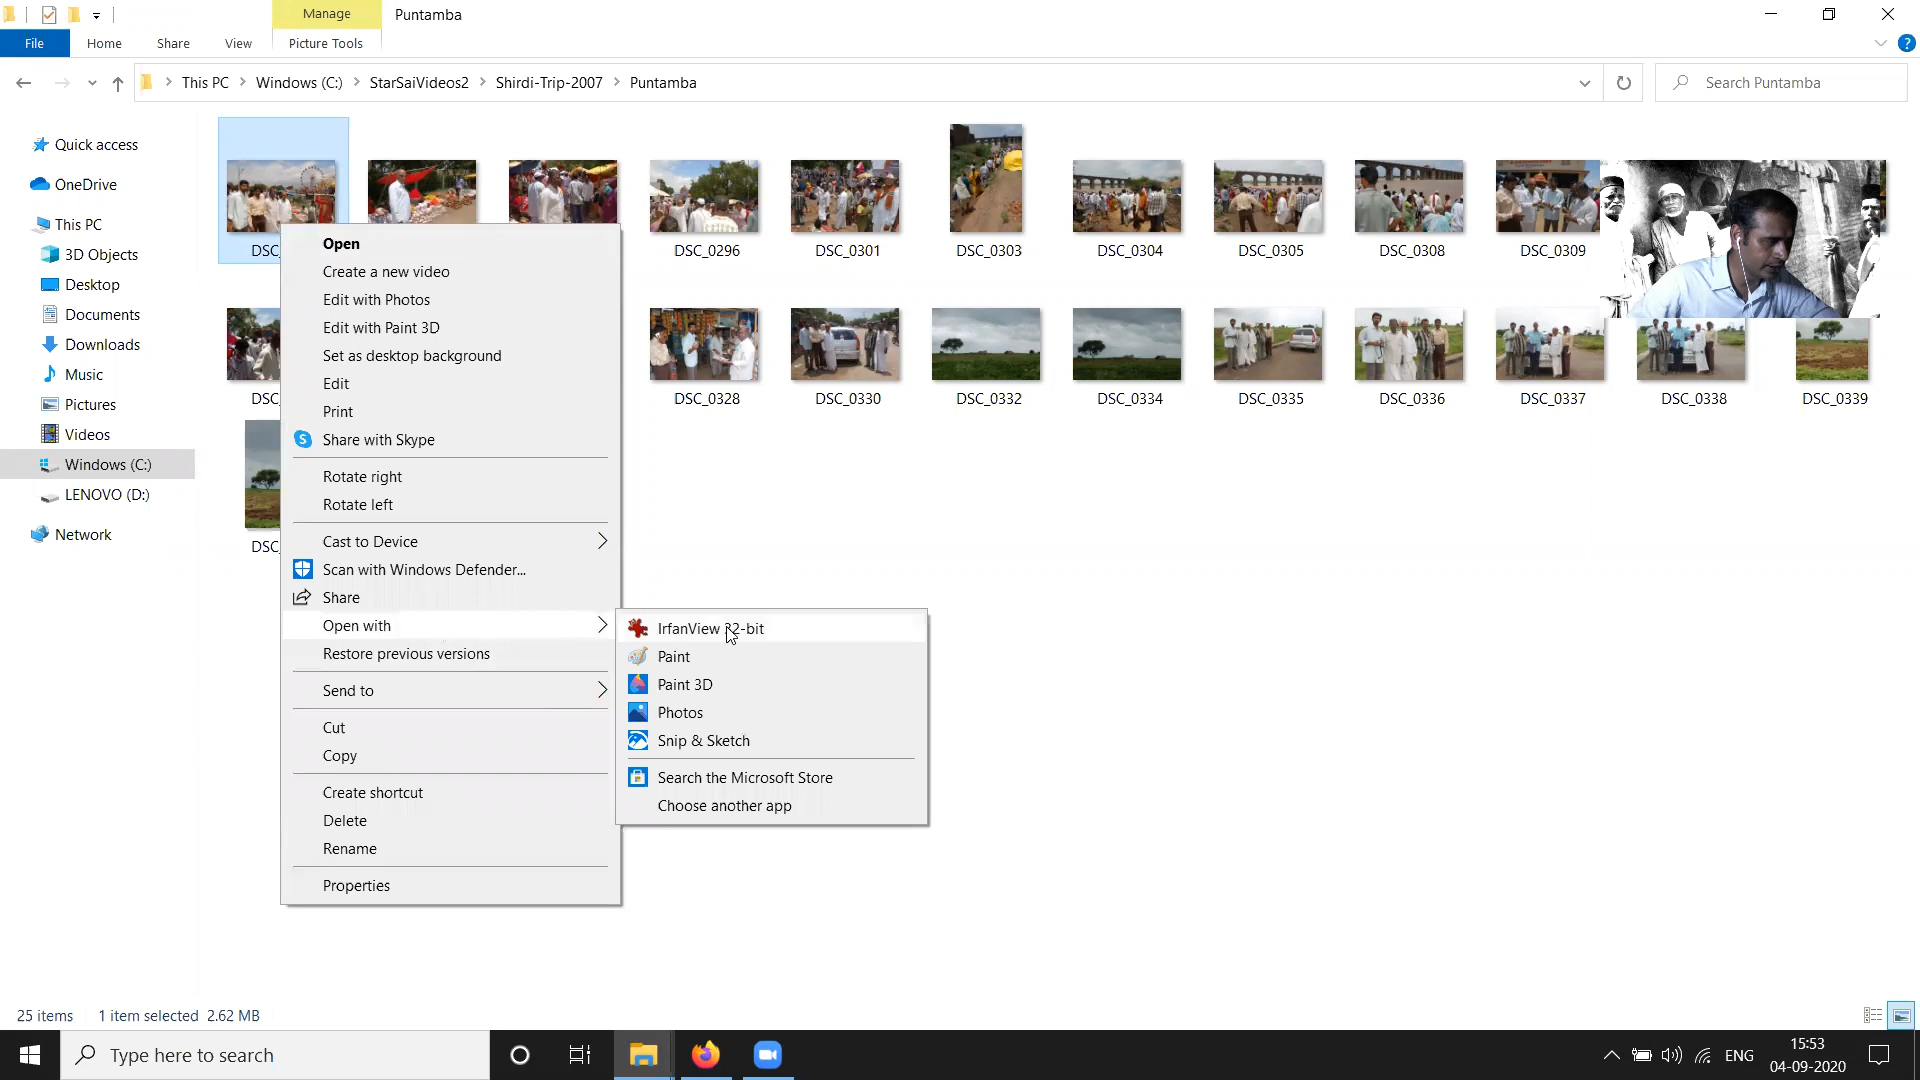 Manage
Puntamba
File
Home
Share
View
Picture Tools
This PC
Windows (C:)
StarSaiVideos2
Shirdi-Trip-2007
Puntamba
Search Puntamba
Quick access
OneDrive
This PC
3D Objects
Desktop
Documents
Downloads
Music
Pictures
Videos
Windows (C:)
LENOVO (D:)
Network
DSC_0296
DSC_0301
DSC_0303
DSC_0304
DSC_0305
DSC_0308
DSC_0309
DSC_0328
DSC_0330
DSC_0332
DSC_0334
DSC_0335
DSC_0336
DSC_0337
DSC_0338
DSC_0339
Open
Create a new video
Edit with Photos
Edit with Paint 3D
Set as desktop background
Edit
Print
Share with Skype
Rotate right
Rotate left
Cast to Device
Scan with Windows Defender...
Share
Open with
Restore previous versions
Send to
Cut
Copy
Create shortcut
Delete
Rename
Properties
IrfanView 32-bit
Paint
Paint 3D
Photos
Snip & Sketch
Search the Microsoft Store
Choose another app
25 items
1 item selected 2.62 MB
Type here to search
ENG
15:53
04-09-2020